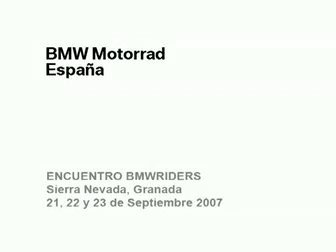 BMW Motorrad
España
ENCUENTRO BMWRIDERS
Sierra Nevada, Granada
21, 22 y 23 de Septiembre 2007